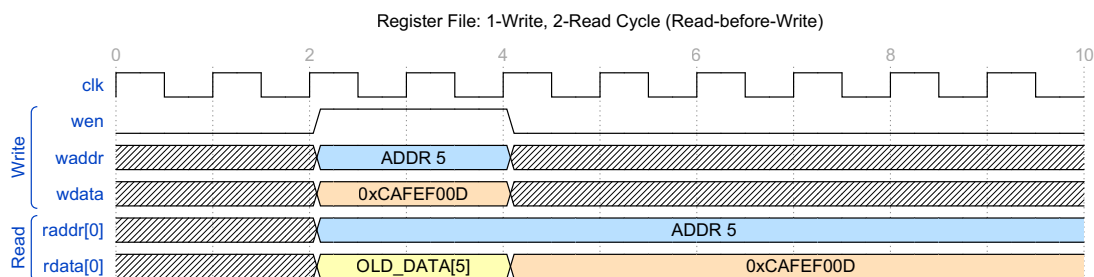 Register File: 1-Write, 2-Read Cycle (Read-before-Write)
0 2 4 6 8 10
clk
Write
wen
waddr ADDR 5
wdata 0xCAFEF00D
Read
raddr[0] ADDR 5
rdata[0] OLD_DATA[5] 0xCAFEF00D